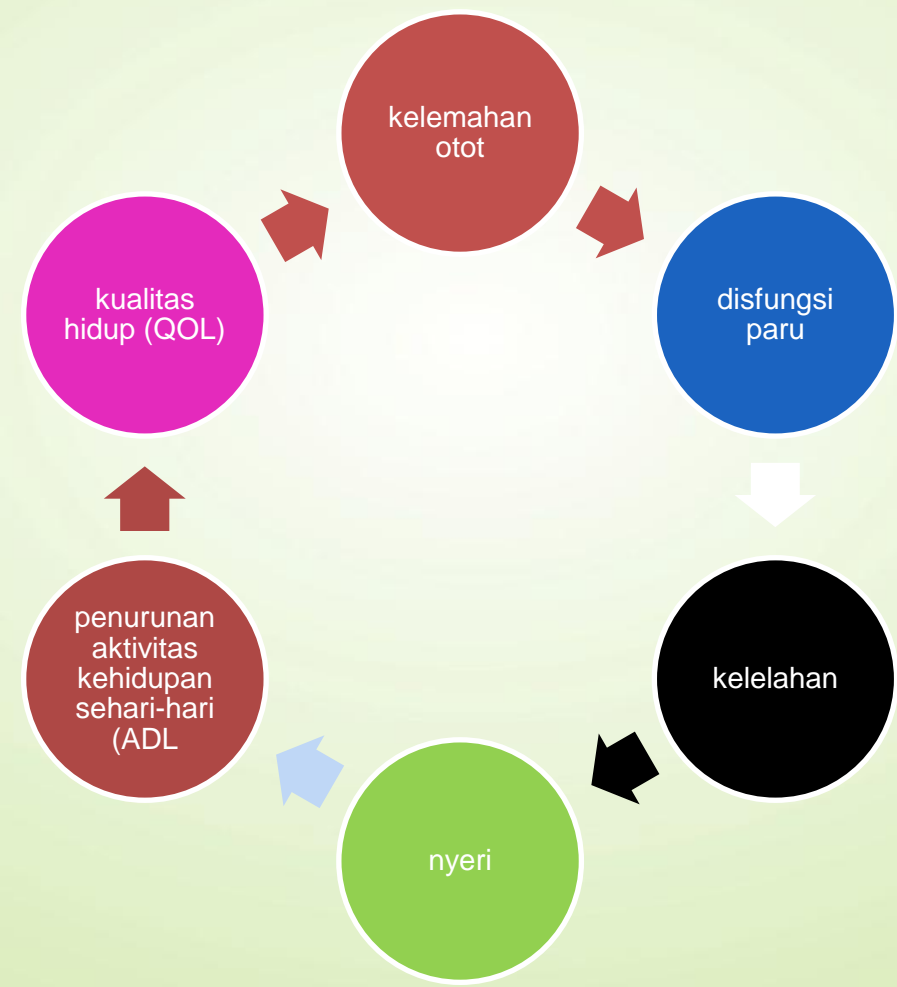 kelemahan
otot
disfungsi
paru
kelelahan
nyeri
penurunan
aktivitas
kehidupan
sehari-hari
(ADL
kualitas
hidup (QOL)